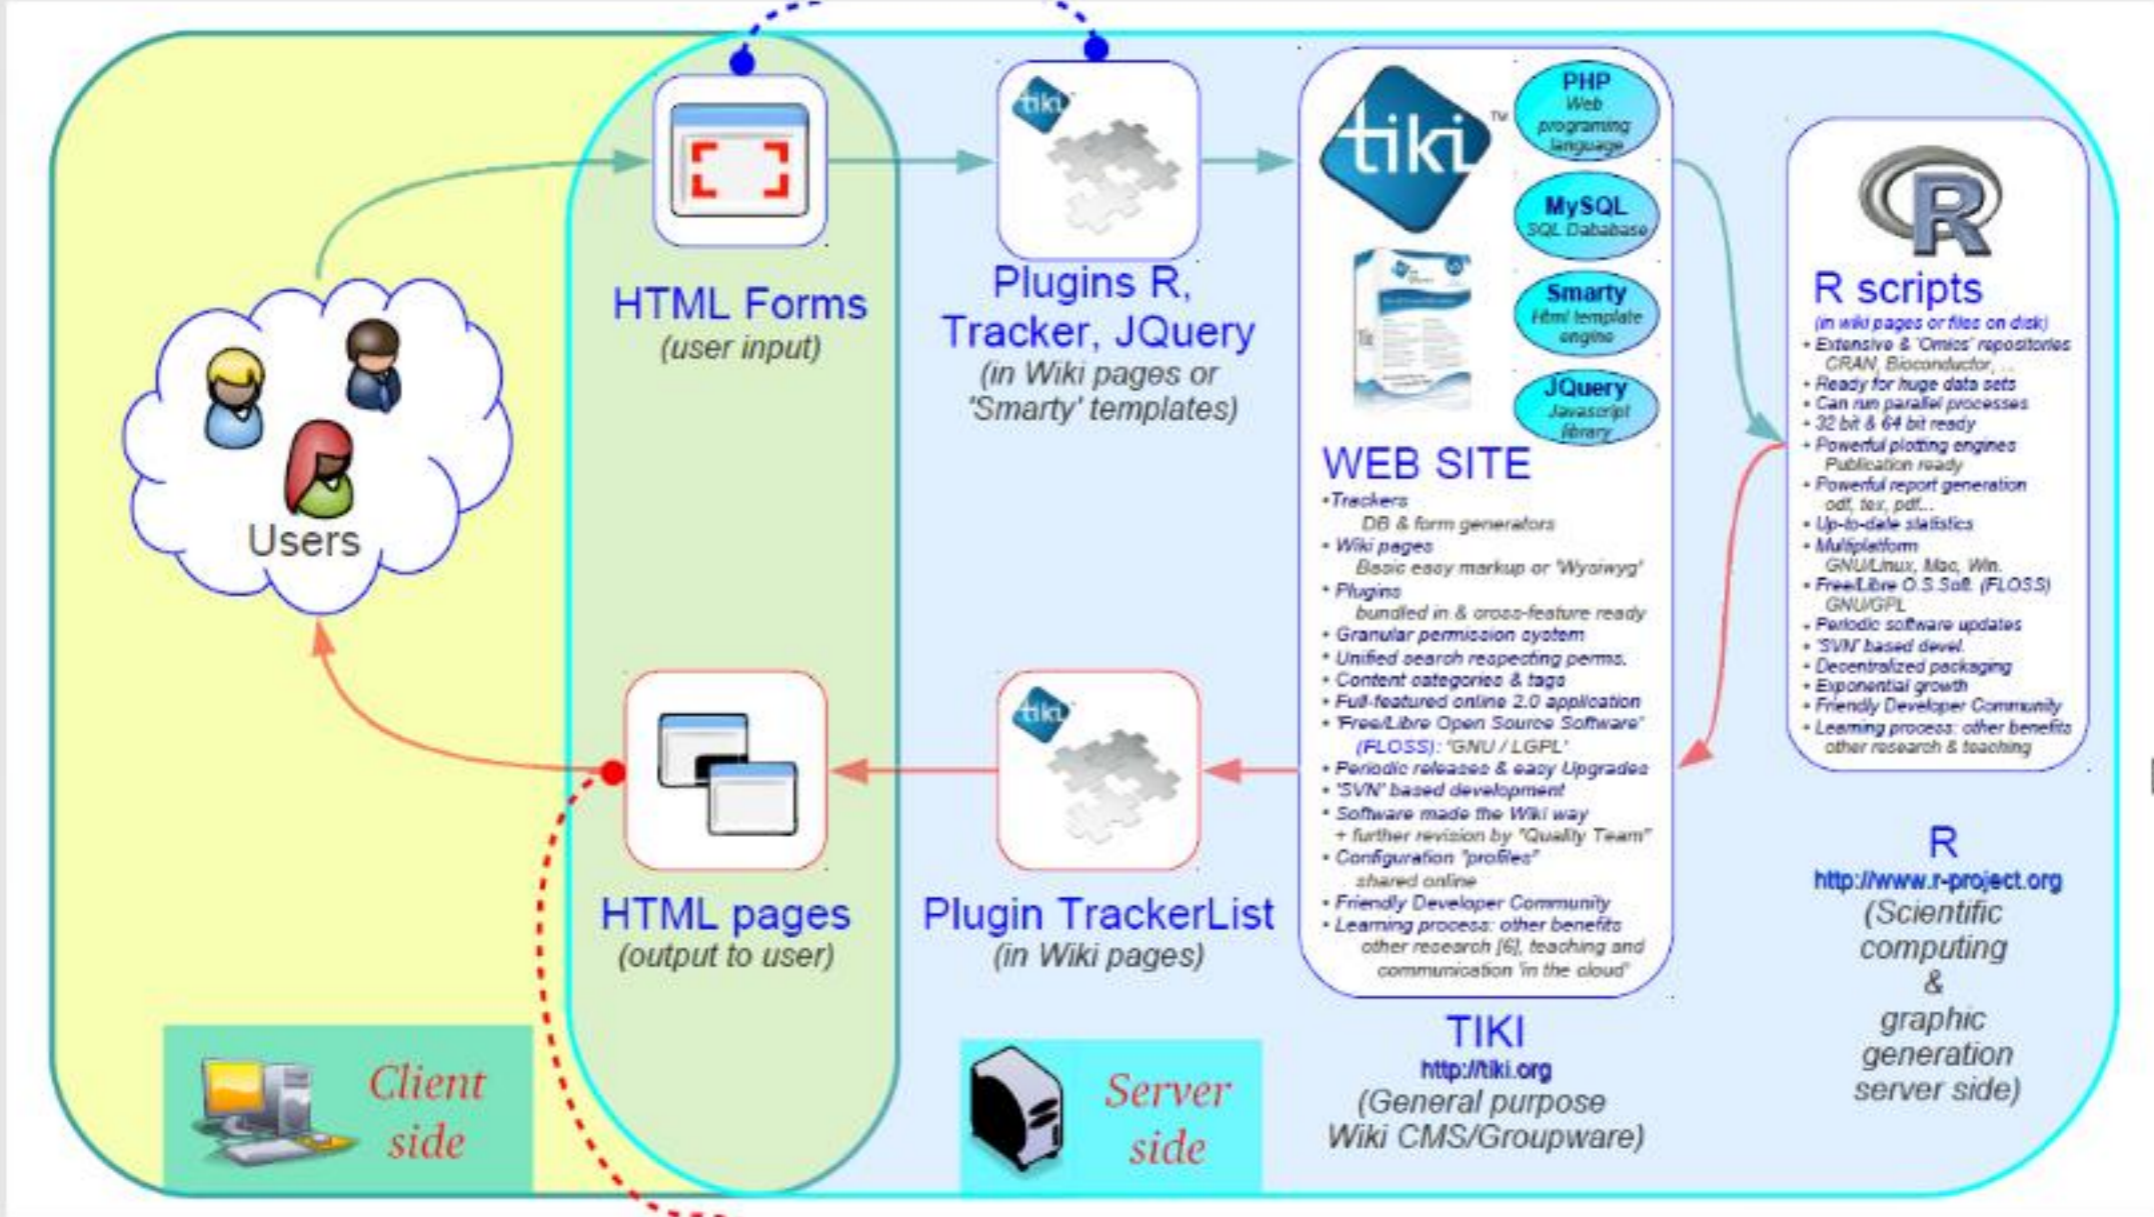 HTML Forms
(user input)
tiki
Plugins R,
Tracker, JQuery
(in Wiki pages or
'Smarty' templates)
tiki
TM
PHP
Web
programing
language
MySQL
SQL Dababase
Smarty
Html template
engine
JQuery
Javascript
library
WEB SITE
•Trackers
DB & form generators
• Wiki pages
Basic easy markup or 'Wysiwyg'
• Plugins
bundled in & cross-feature ready
• Granular permission system
• Unified search respecting perms.
• Content categories & tags
• Full-featured online 2.0 application
• 'Free/Libre Open Source Software'
(FLOSS): 'GNU / LGPL'
• Periodic releases & easy Upgrades
• 'SVN' based development
• Software made the Wiki way
+ further revision by "Quality Team"
• Configuration "profiles"
shared online
• Friendly Developer Community
• Learning process: other benefits
other research [6], teaching and
communication 'in the cloud'
TIKI
http://tiki.org
(General purpose
Wiki CMS/Groupware)
R
R scripts
(in wiki pages or files on disk)
• Extensive & 'Omics' repositories
CRAN, Bioconductor, ...
• Ready for huge data sets
• Can run parallel processes
• 32 bit & 64 bit ready
• Powerful plotting engines
Publication ready
• Powerful report generation
odf, tex, pdf...
• Up-to-date statistics
• Multiplatform
GNU/Linux, Mac, Win.
• Free/Libre O.S.Soft. (FLOSS)
GNU/GPL
• Periodic software updates
• 'SVN' based devel.
• Decentralized packaging
• Exponential growth
• Friendly Developer Community
• Learning process: other benefits
other research & teaching
R
http://www.r-project.org
(Scientific
computing
&
graphic
generation
server side)
Users
HTML pages
(output to user)
tiki
Plugin TrackerList
(in Wiki pages)
Client
side
Server
side